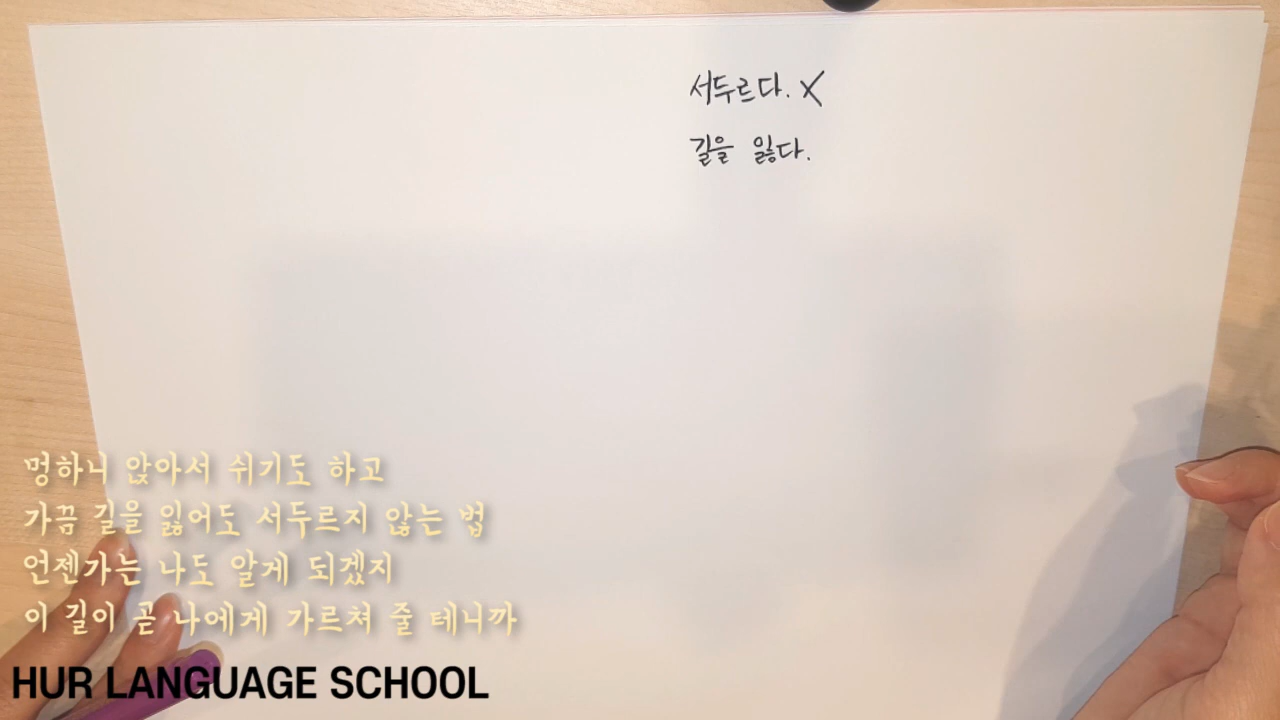 서두르다. X
길을 잃다.
멍하니 앉아서 쉬기도 하고
가끔 길을 잃어도 서두르지 않는 법
언젠가는 나도 알게 되겠지
이 길이 곧 나에게 가르쳐 줄 테니까
HUR LANGUAGE SCHOOL